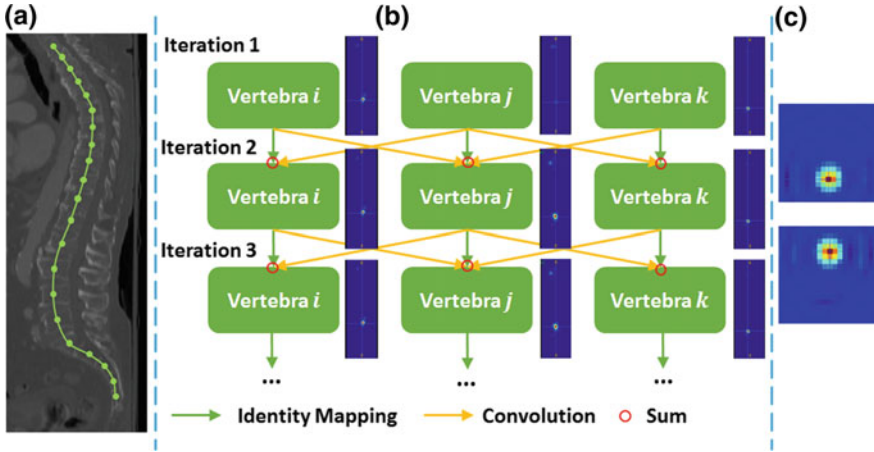 (a)
(b)
(c)
Iteration 1
Vertebra i
Vertebra j
Vertebra k
Iteration 2
Vertebra i
Vertebra j
Vertebra k
Iteration 3
Vertebra i
Vertebra j
Vertebra k
... ... ...
Identity Mapping
Convolution
Sum